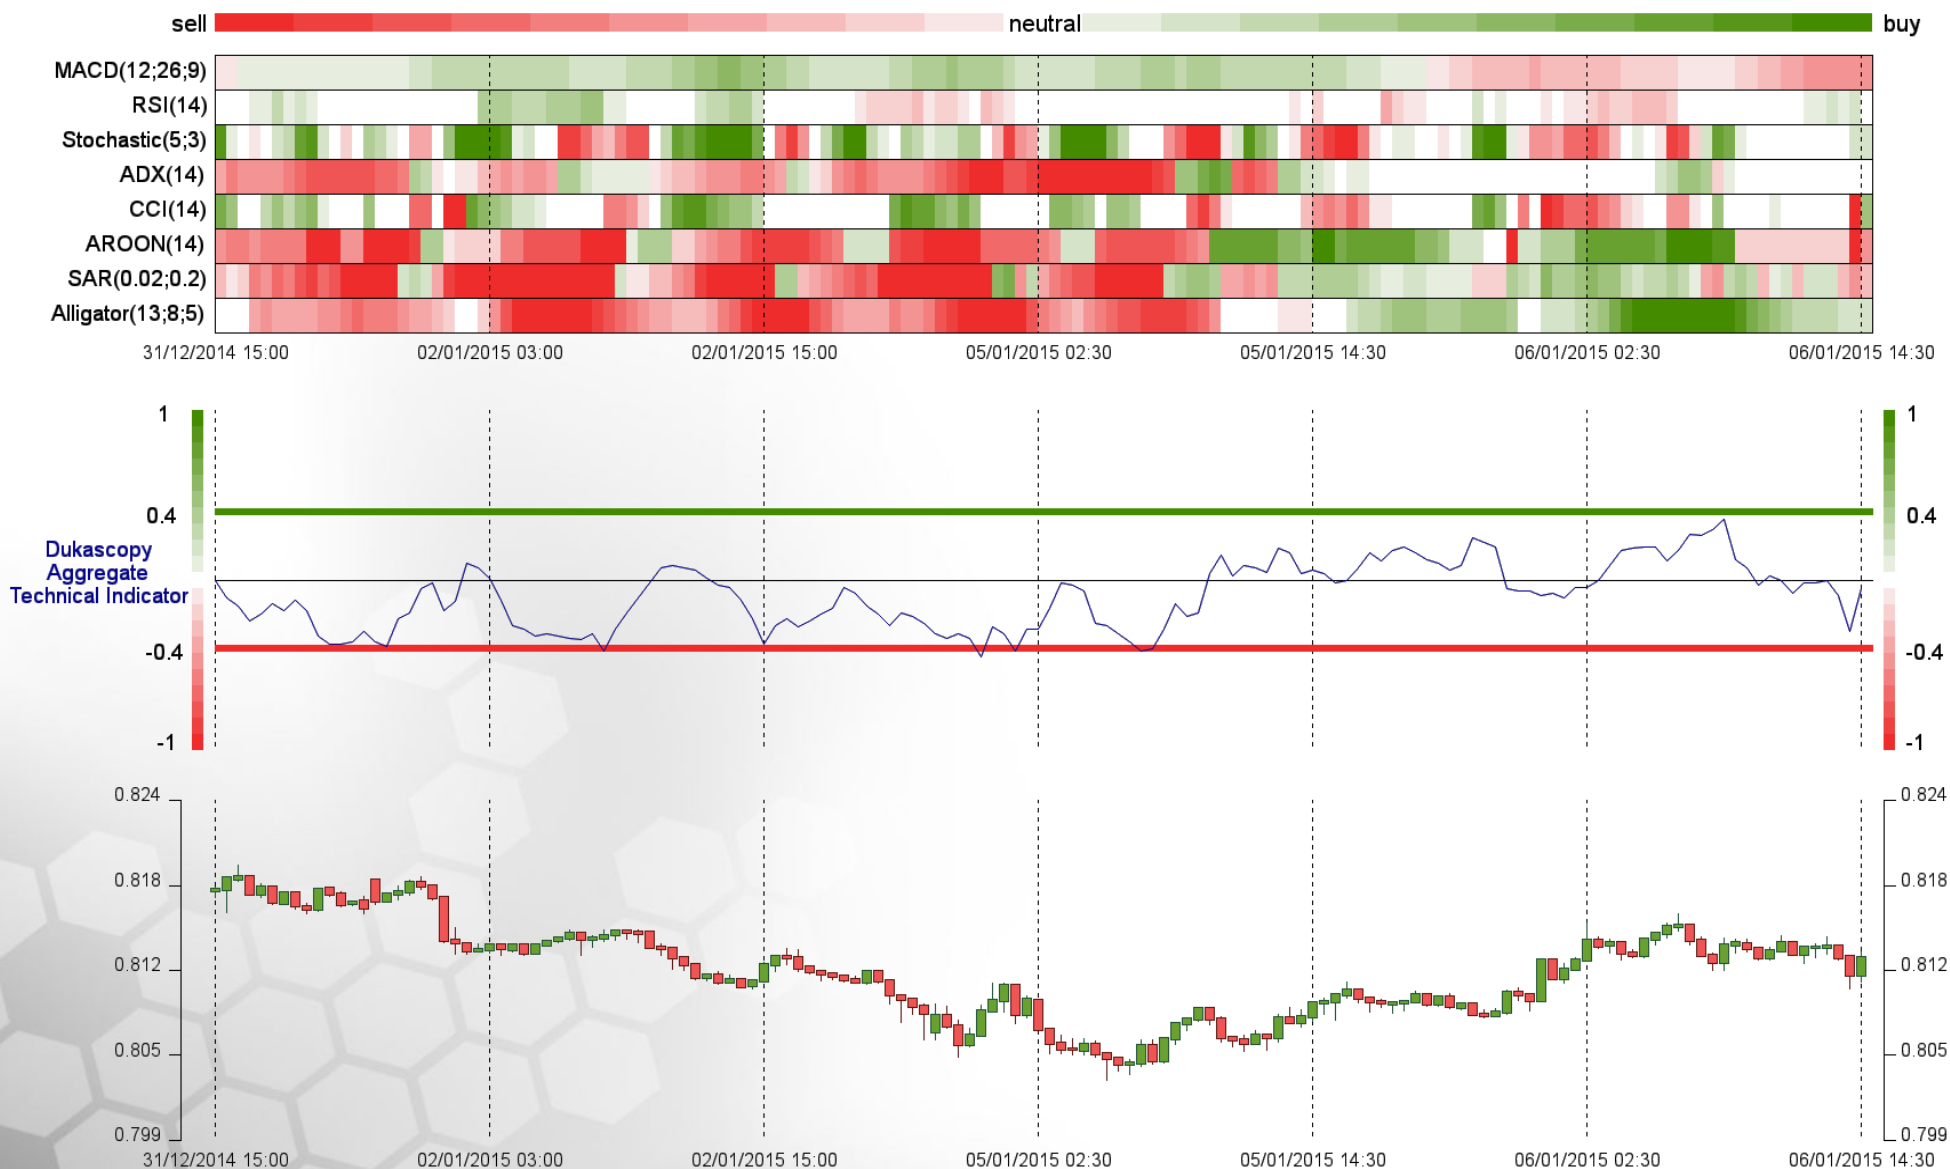 sell neutral buy
MACD(12;26;9)
RSI(14)
Stochastic(5;3)
ADX(14)
CCI(14)
AROON(14)
SAR(0.02;0.2)
Alligator(13;8;5)
31/12/2014 15:00 02/01/2015 03:00 02/01/2015 15:00 05/01/2015 02:30 05/01/2015 14:30 06/01/2015 02:30 06/01/2015 14:30
1 1
0.4 0.4
Dukascopy
Aggregate
Technical Indicator
-0.4 -0.4
-1 -1
0.824 0.824
0.818 0.818
0.812 0.812
0.805 0.805
0.799 0.799
31/12/2014 15:00 02/01/2015 03:00 02/01/2015 15:00 05/01/2015 02:30 05/01/2015 14:30 06/01/2015 02:30 06/01/2015 14:30